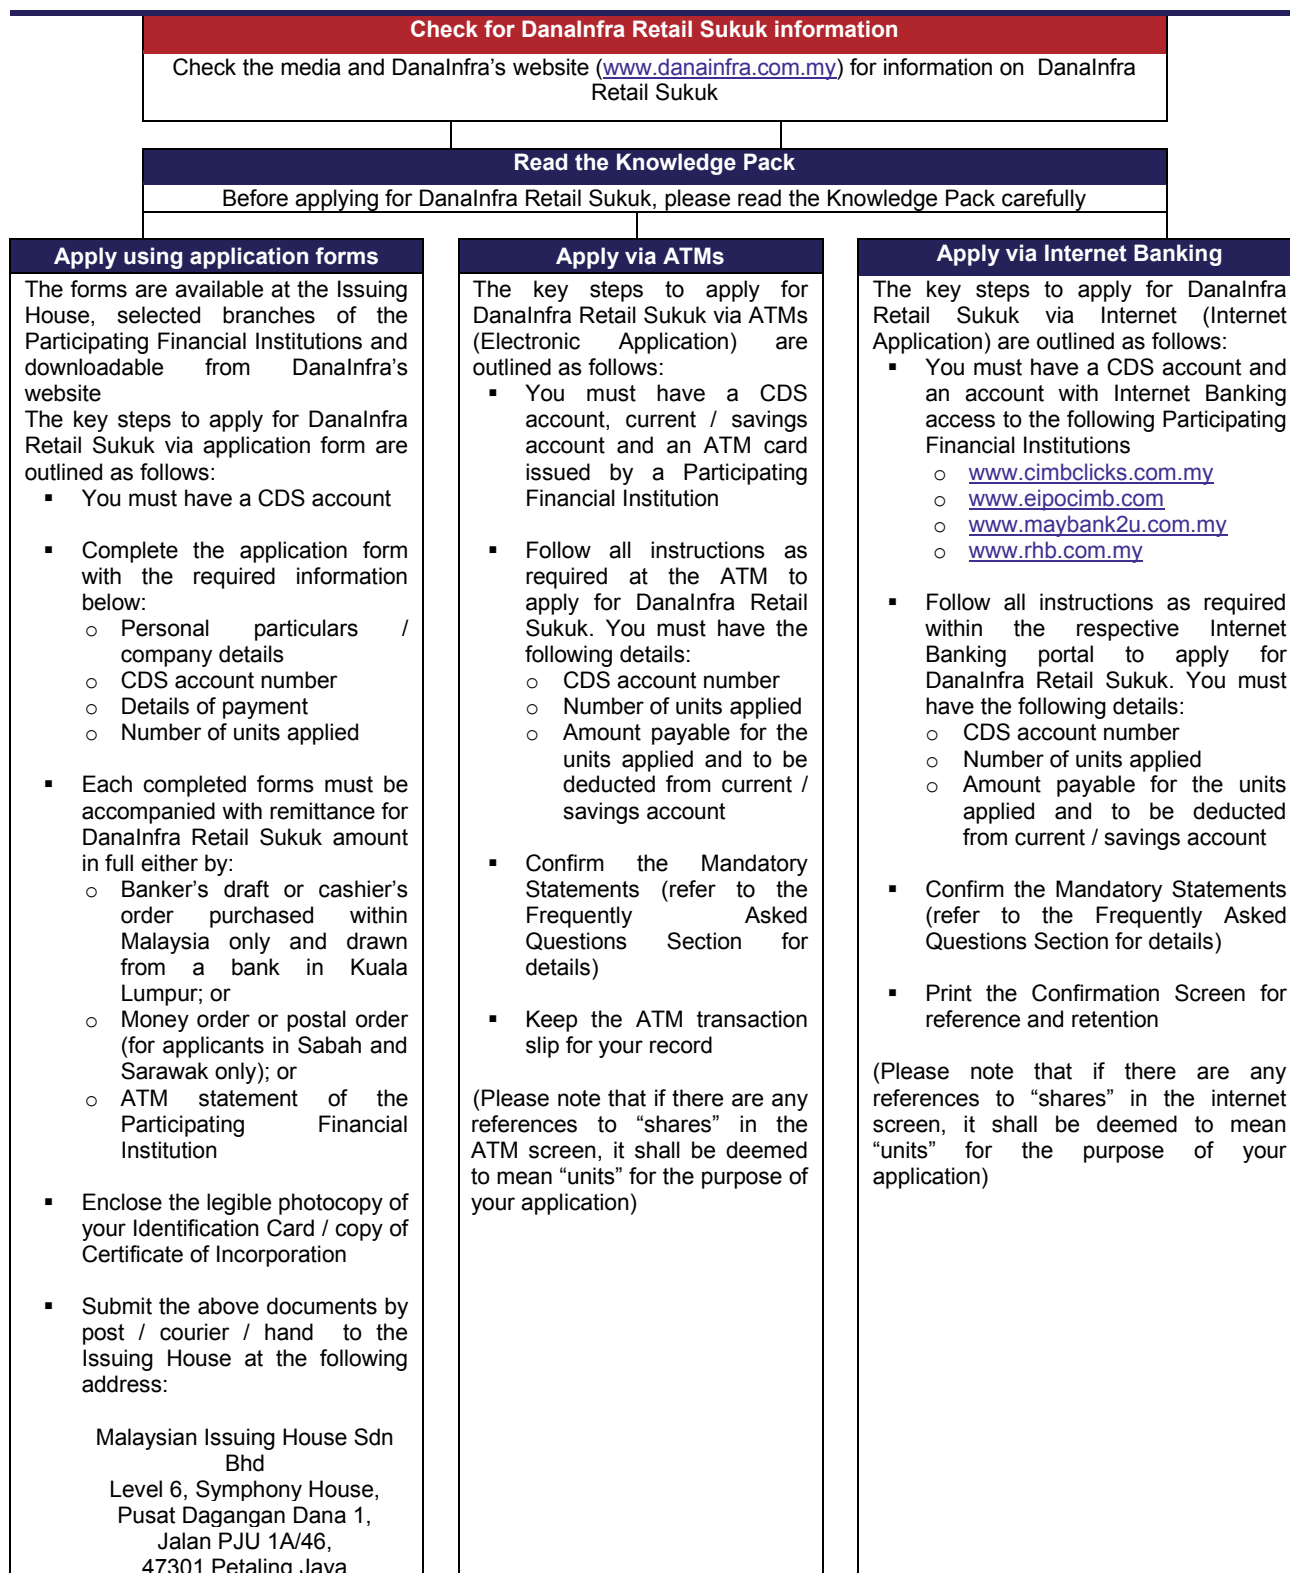 Check for DanaInfra Retail Sukuk information
Check the media and DanaInfra's website (www.danainfra.com.my) for information on DanaInfra
Retail Sukuk
Read the Knowledge Pack
Before applying for DanaInfra Retail Sukuk, please read the Knowledge Pack carefully
Apply using application forms
The forms are available at the Issuing
House, selected branches of the
Participating Financial Institutions and
downloadable from DanaInfra's
website
The key steps to apply for DanaInfra
Retail Sukuk via application form are
outlined as follows:
▪ You must have a CDS account
▪ Complete the application form
with the required information
below:
o Personal particulars /
company details
o CDS account number
o Details of payment
o Number of units applied
▪ Each completed forms must be
accompanied with remittance for
DanaInfra Retail Sukuk amount
in full either by:
o Banker's draft or cashier's
order purchased within
Malaysia only and drawn
from a bank in Kuala
Lumpur; or
o Money order or postal order
(for applicants in Sabah and
Sarawak only); or
o ATM statement of the
Participating Financial
Institution
▪ Enclose the legible photocopy of
your Identification Card / copy of
Certificate of Incorporation
▪ Submit the above documents by
post / courier / hand to the
Issuing House at the following
address:
Malaysian Issuing House Sdn
Bhd
Level 6, Symphony House,
Pusat Dagangan Dana 1,
Jalan PJU 1A/46,
47301 Petaling Jaya
Apply via ATMs
The key steps to apply for
DanaInfra Retail Sukuk via ATMs
(Electronic Application) are
outlined as follows:
▪ You must have a CDS
account, current / savings
account and an ATM card
issued by a Participating
Financial Institution
▪ Follow all instructions as
required at the ATM to
apply for DanaInfra Retail
Sukuk. You must have the
following details:
o CDS account number
o Number of units applied
o Amount payable for the
units applied and to be
deducted from current /
savings account
▪ Confirm the Mandatory
Statements (refer to the
Frequently Asked
Questions Section for
details)
▪ Keep the ATM transaction
slip for your record
(Please note that if there are any
references to “shares” in the
ATM screen, it shall be deemed
to mean “units” for the purpose of
your application)
Apply via Internet Banking
The key steps to apply for DanaInfra
Retail Sukuk via Internet (Internet
Application) are outlined as follows:
▪ You must have a CDS account and
an account with Internet Banking
access to the following Participating
Financial Institutions
o www.cimbclicks.com.my
o www.eipocimb.com
o www.maybank2u.com.my
o www.rhb.com.my
▪ Follow all instructions as required
within the respective Internet
Banking portal to apply for
DanaInfra Retail Sukuk. You must
have the following details:
o CDS account number
o Number of units applied
o Amount payable for the units
applied and to be deducted
from current / savings account
▪ Confirm the Mandatory Statements
(refer to the Frequently Asked
Questions Section for details)
▪ Print the Confirmation Screen for
reference and retention
(Please note that if there are any
references to “shares” in the internet
screen, it shall be deemed to mean
“units” for the purpose of your
application)